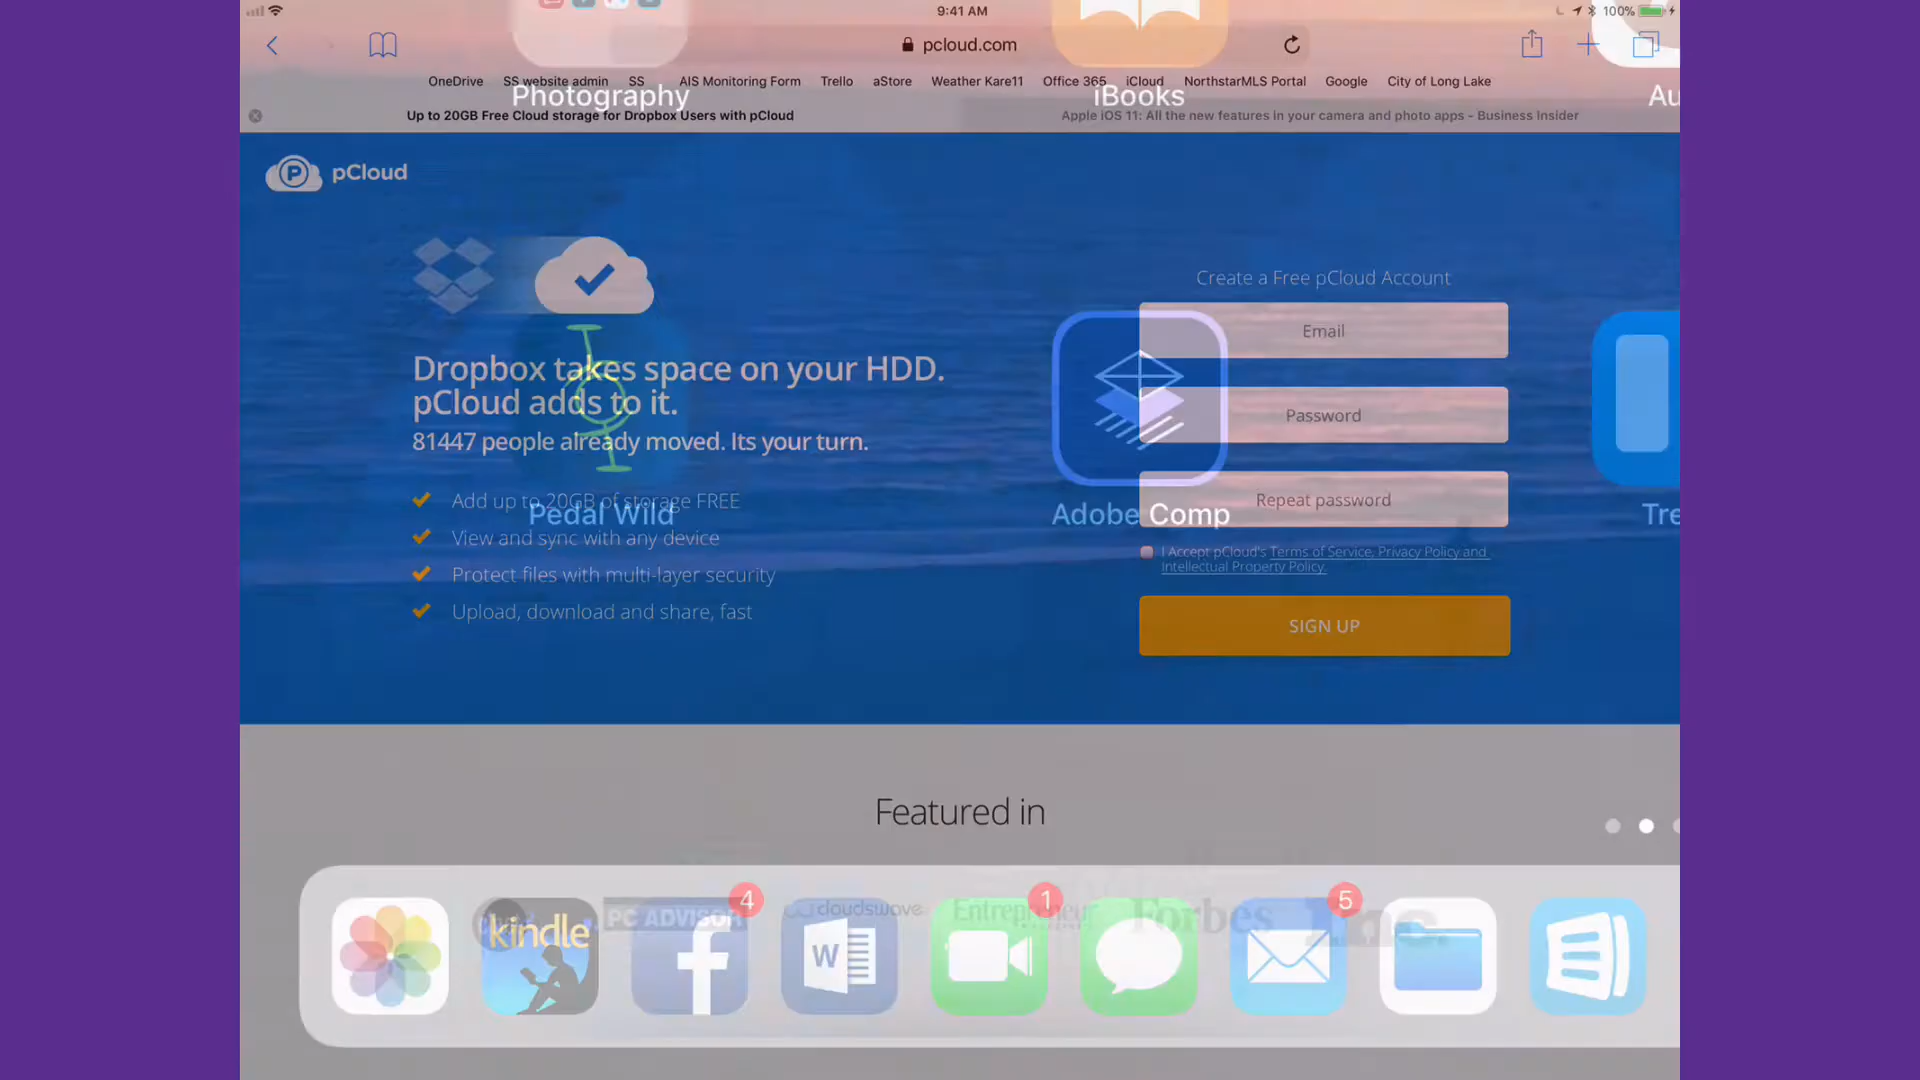 9:41 AM
100%
pcloud.com
OneDrive SS website admin SS AIS Monitoring Form Trello aStore Weather Kare11 Office 365 iCloud NorthstarMLS Portal Google City of Long Lake
Photography iBooks Au
Up to 20GB Free Cloud storage for Dropbox Users with pCloud
Apple iOS 11: All the new features in your camera and photo apps - Business Insider
pCloud
Create a Free pCloud Account
Email
Dropbox takes space on your HDD.
pCloud adds to it.
Password
81447 people already moved. Its your turn.
Add up to 20GB of storage FREE
Repeat password
Pedal Wild Adobe Comp Tre
View and sync with any device
I Accept pCloud's Terms of Service, Privacy Policy and
Intellectual Property Policy.
Protect files with multi-layer security
Upload, download and share, fast
SIGN UP
Featured in
4 1 5
kindle PC ADVISOR cloudswave Entrepreneur Forbes Inc.
W